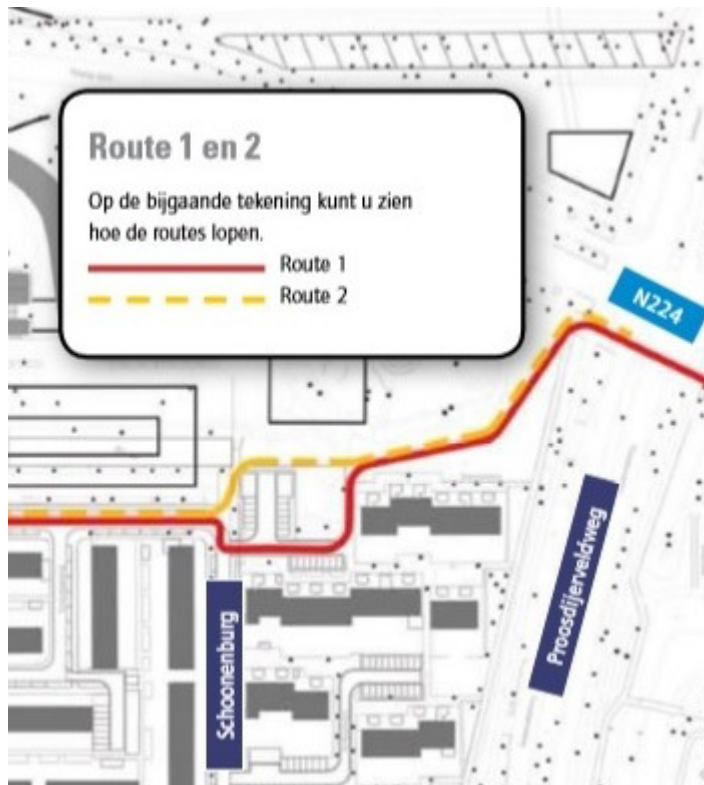 Route 1 en 2
Op de bijgaande tekening kunt u zien
hoe de routes lopen.
Route 1
Route 2
N224
Proosdijerveldweg
Schoonenburg